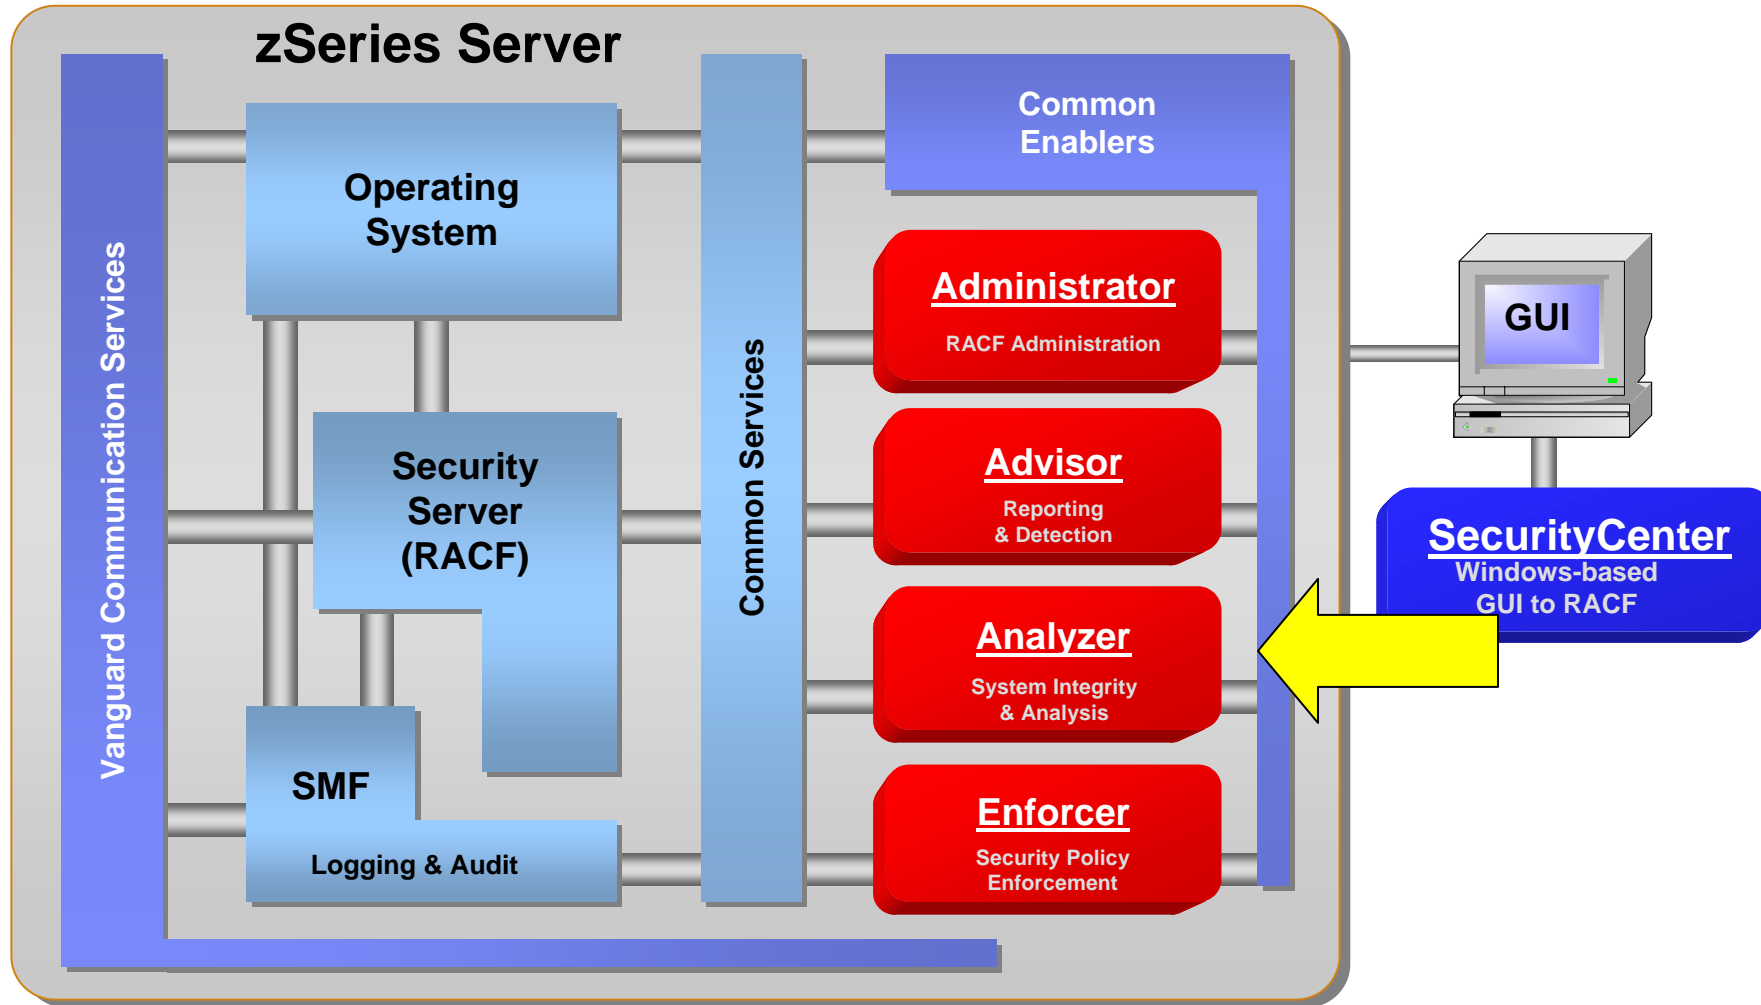 zSeries Server
Vanguard Communication Services
Operating
System
Security
Server
(RACF)
SMF
Logging & Audit
Common Services
Common
Enablers
Administrator
RACF Administration
Advisor
Reporting
& Detection
Analyzer
System Integrity
& Analysis
Enforcer
Security Policy
Enforcement
GUI
SecurityCenter
Windows-based
GUI to RACF